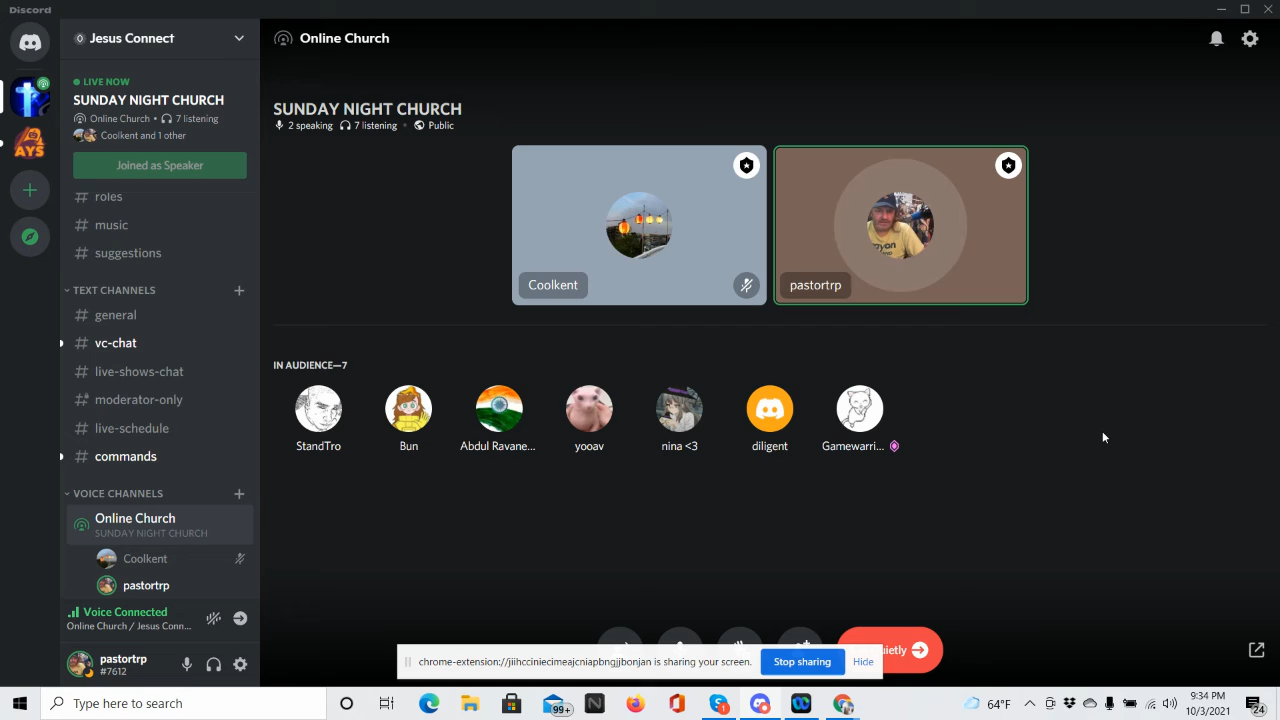 Discord
Jesus Connect
LIVE NOW
SUNDAY NIGHT CHURCH
Online Church • 7 listening
Coolkent and 1 other
Joined as Speaker
AYS
# roles
# music
# suggestions
TEXT CHANNELS
# general
# vc-chat
# live-shows-chat
# moderator-only
# live-schedule
# commands
VOICE CHANNELS
Online Church
SUNDAY NIGHT CHURCH
Coolkent
pastortrp
Voice Connected
Online Church / Jesus Conn...
pastortrp
#7612
Online Church
SUNDAY NIGHT CHURCH
2 speaking 7 listening • Public
Coolkent
pastortrp
IN AUDIENCE—7
StandTro
Bun
Abdul Ravane...
yooav
nina <3
diligent
Gamewarri...
chrome-extension://jiihcciniecimeajcniapbngjjbonjan is sharing your screen.
Stop sharing
Hide
Type here to search
99+
64°F
9:34 PM
10/3/2021
24